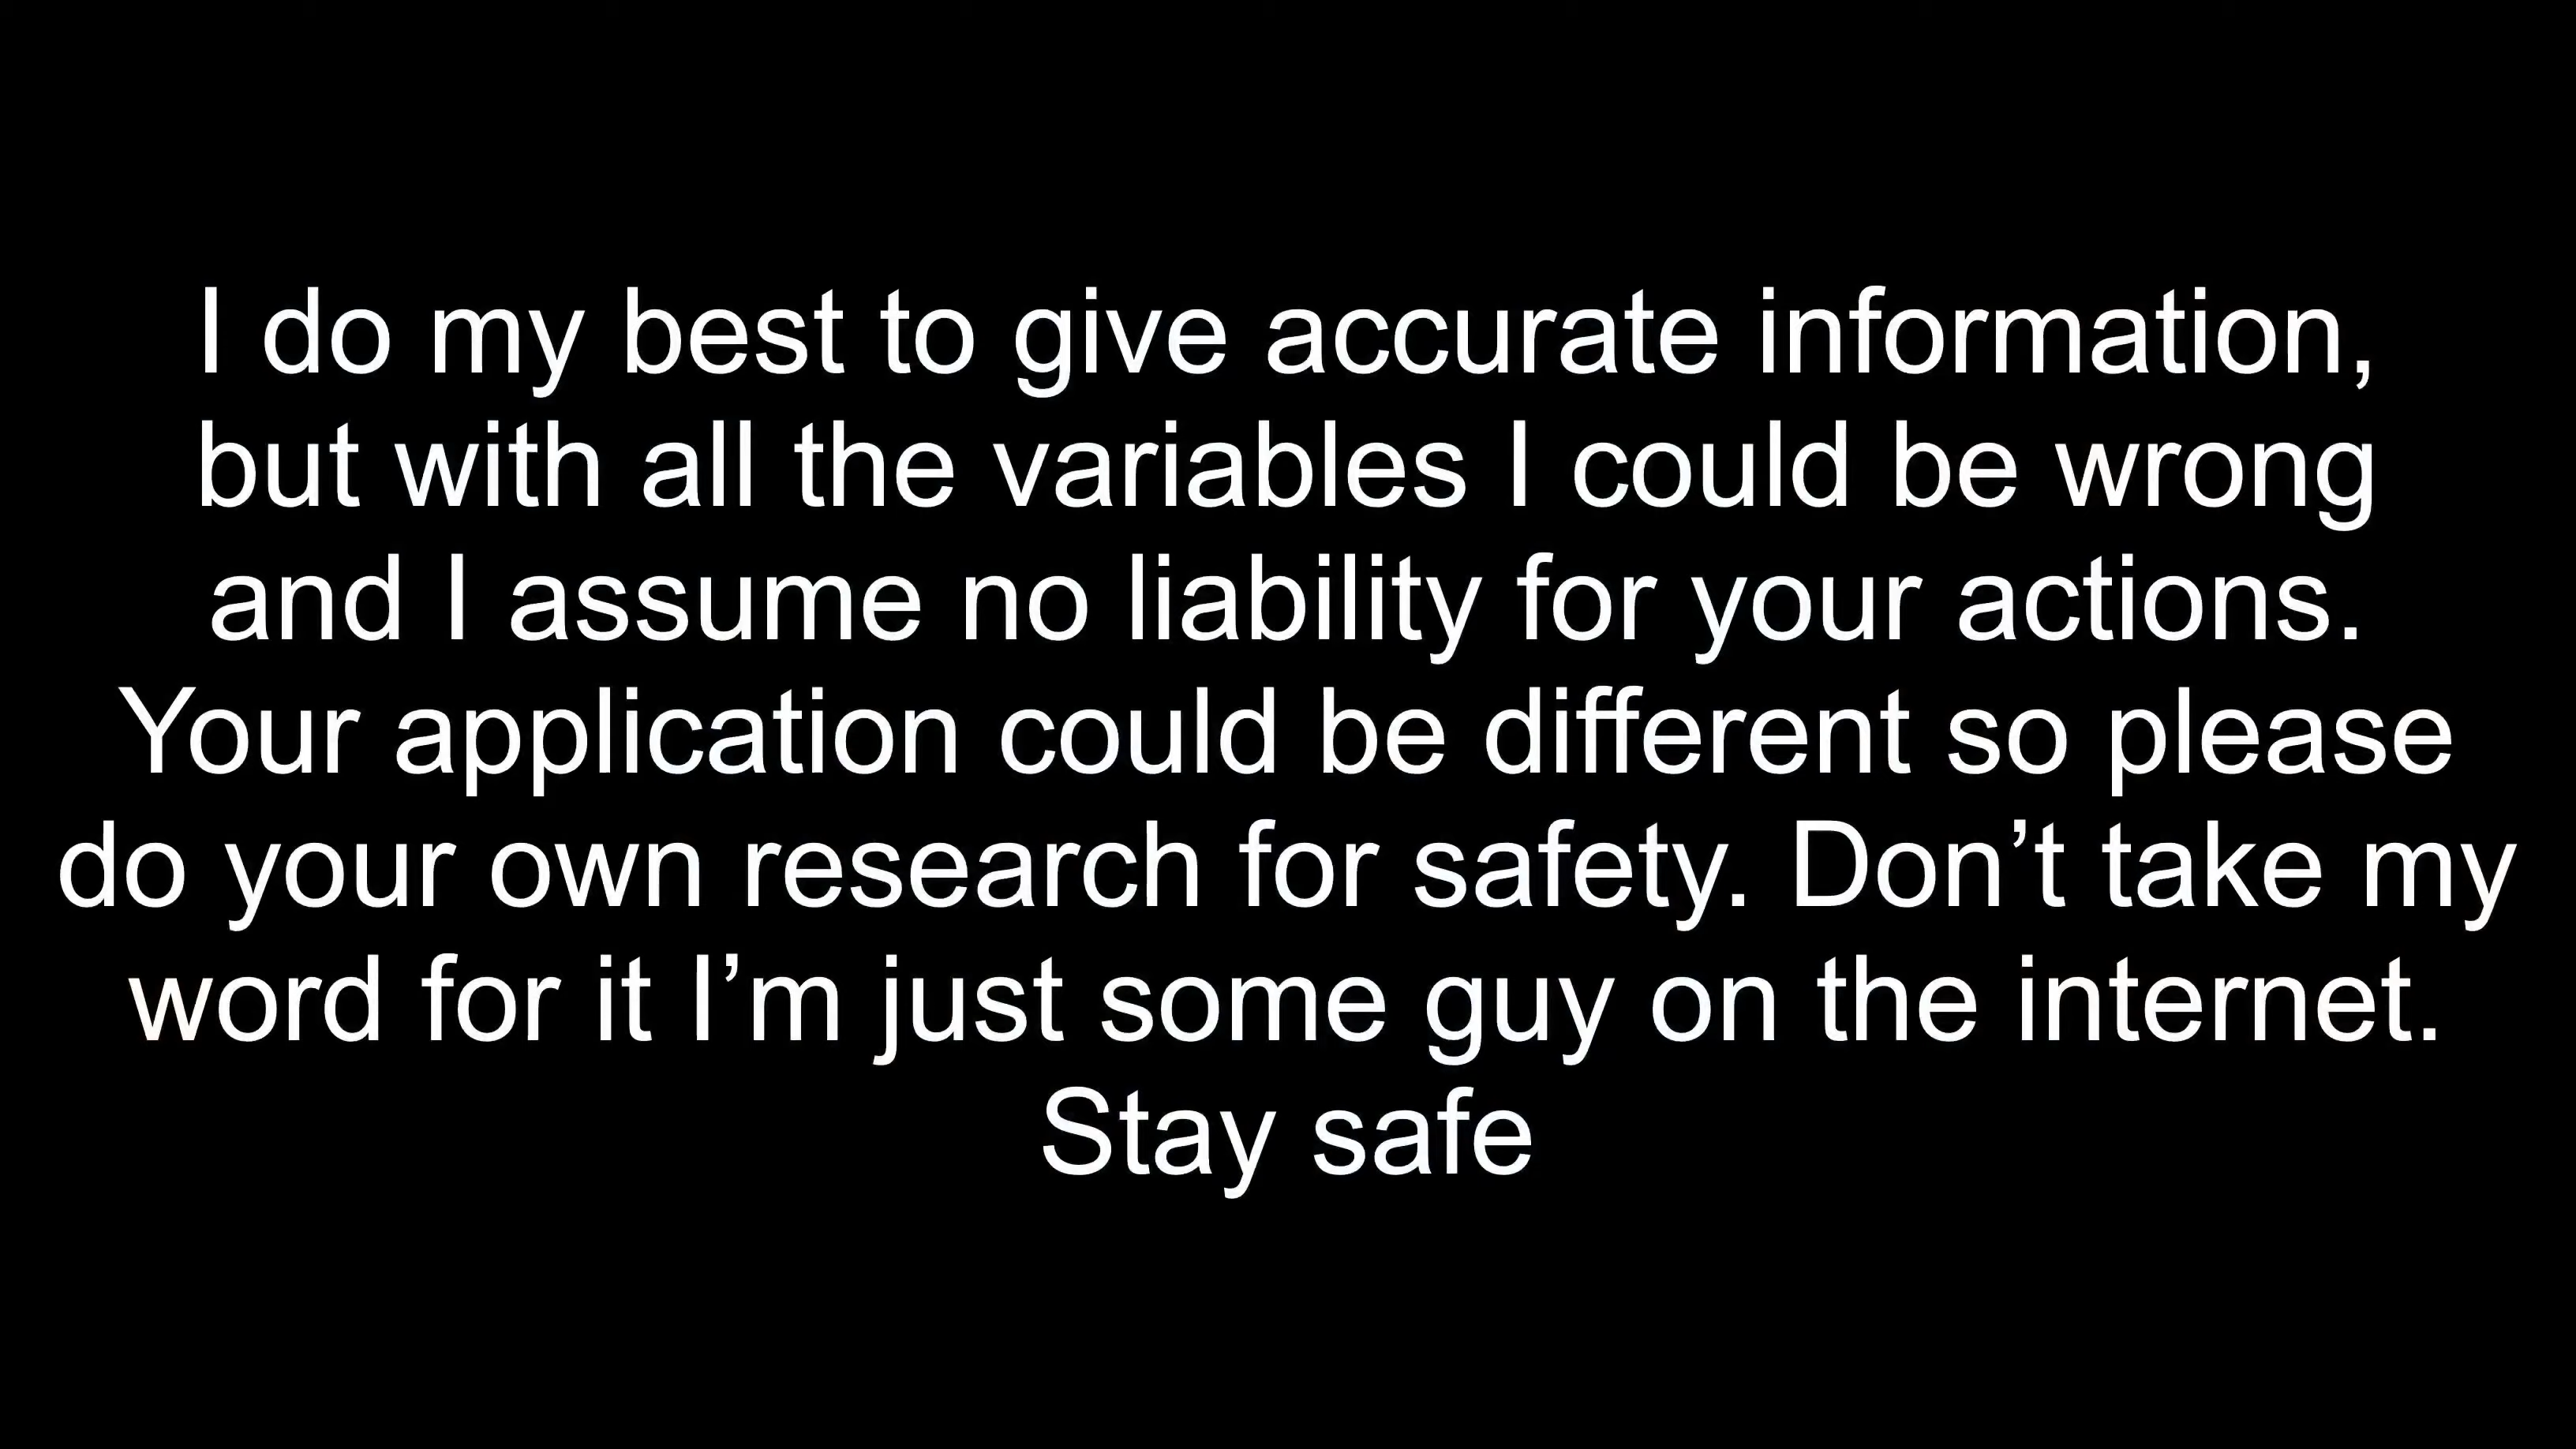 I do my best to give accurate information,
but with all the variables I could be wrong
and I assume no liability for your actions.
Your application could be different so please
do your own research for safety. Don’t take my
word for it I’m just some guy on the internet.
Stay safe